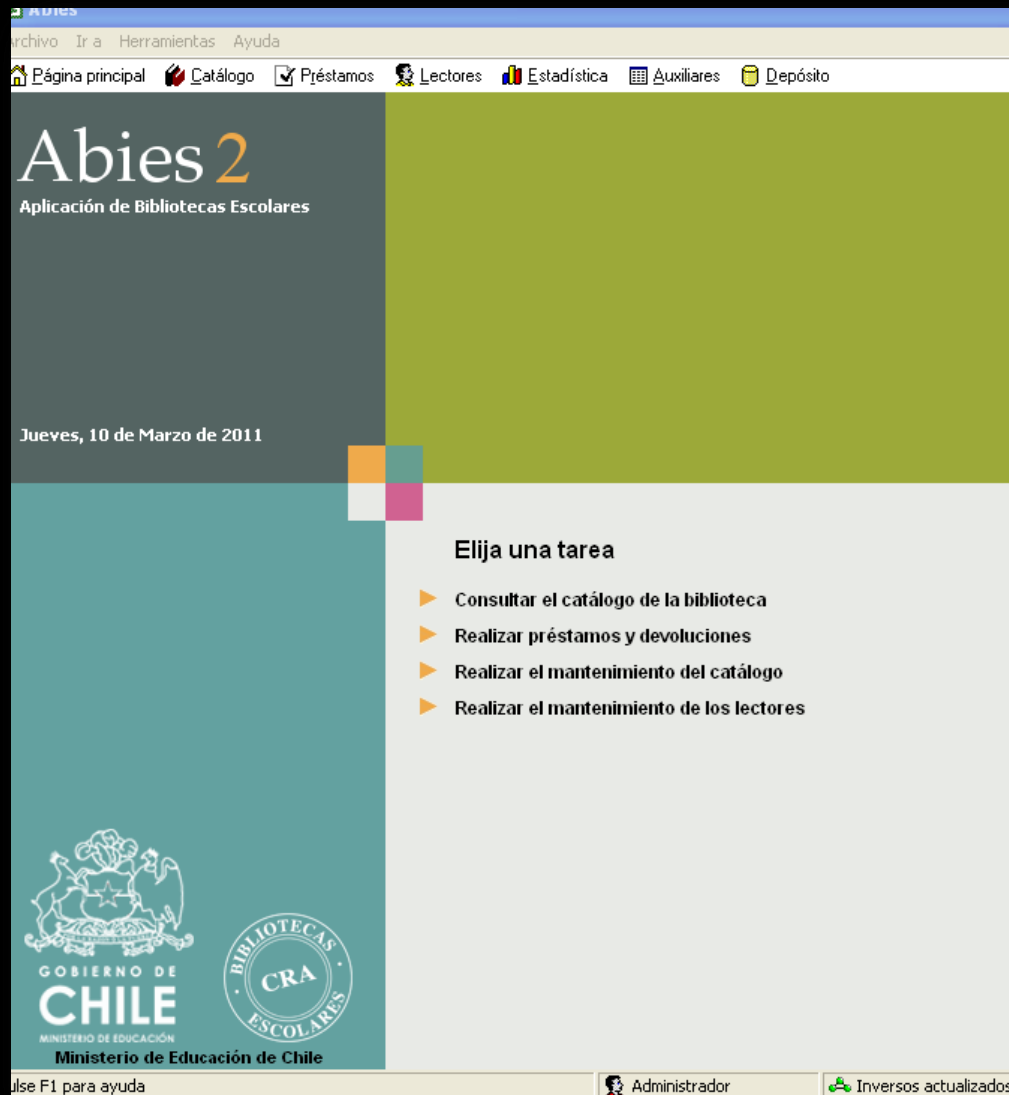 Abies
Archivo Ir a Herramientas Ayuda
Página principal Catálogo Préstamos Lectores Estadística Auxiliares Depósito
Abies 2
Aplicación de Bibliotecas Escolares
Jueves, 10 de Marzo de 2011
Elija una tarea
Consultar el catálogo de la biblioteca
Realizar préstamos y devoluciones
Realizar el mantenimiento del catálogo
Realizar el mantenimiento de los lectores
GOBIERNO DE
CHILE
MINISTERIO DE EDUCACIÓN
BIBLIOTECAS
CRA
ESCOLARES
Ministerio de Educación de Chile
ulse F1 para ayuda Administrador Inversos actualizados